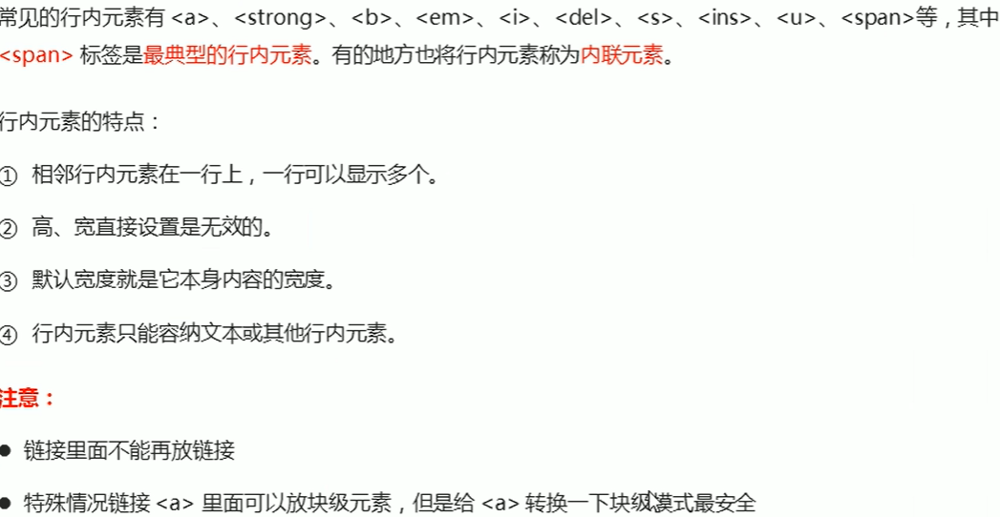 常见的行内元素有 <a>、<strong>、<b>、<em>、<i>、<del>、<s>、<ins>、<u>、<span>等，其中
<span> 标签是最典型的行内元素。有的地方也将行内元素称为内联元素。
行内元素的特点：
① 相邻行内元素在一行上，一行可以显示多个。
② 高、宽直接设置是无效的。
③ 默认宽度就是它本身内容的宽度。
④ 行内元素只能容纳文本或其他行内元素。
注意：
● 链接里面不能再放链接
● 特殊情况链接 <a> 里面可以放块级元素，但是给 <a> 转换一下块级模式最安全